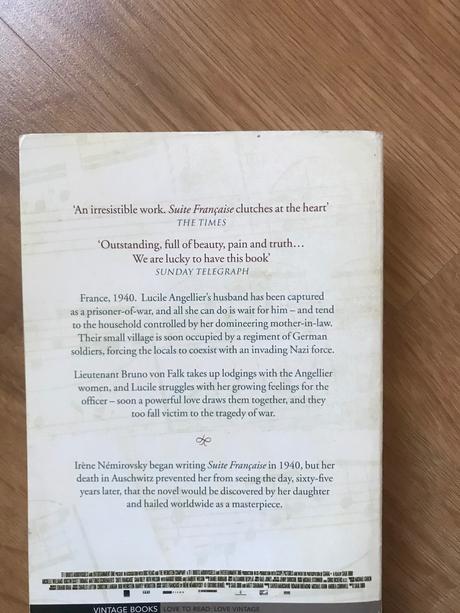 ‘An irresistible work. Suite Française clutches at the heart’
THE TIMES
‘Outstanding, full of beauty, pain and truth…
We are lucky to have this book’
SUNDAY TELEGRAPH
France, 1940. Lucile Angellier’s husband has been captured
as a prisoner-of-war, and all she can do is wait for him – and tend
to the household controlled by her domineering mother-in-law.
Their small village is soon occupied by a regiment of German
soldiers, forcing the locals to coexist with an invading Nazi force.
Lieutenant Bruno von Falk takes up lodgings with the Angellier
women, and Lucile struggles with her growing feelings for the
officer – soon a powerful love draws them together, and they
too fall victim to the tragedy of war.
Irène Némirovsky began writing Suite Française in 1940, but her
death in Auschwitz prevented her from seeing the day, sixty-five
years later, that the novel would be discovered by her daughter
and hailed worldwide as a masterpiece.
VINTAGE BOOKS LOVE TO READ, LOVE VINTAGE